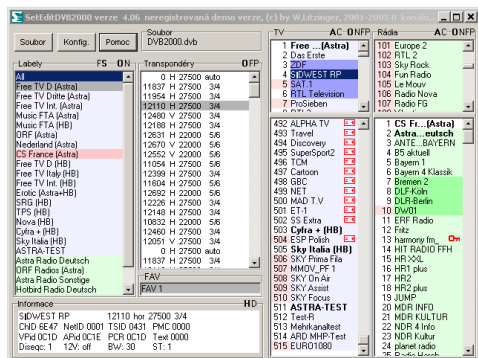 SetEditDVB2000 verze 4.06 neregistrovaná demo verze, (c) by W.Litzinger, 2001-2005
Soubor Konfig. Pomoc
Soubor
DVB2000.dvb
Labely FS ON
All
Free TV D (Astra)
Free TV Dritte (Astra)
Free TV Int. (Astra)
Music FTA (Astra)
Music FTA (HB)
ORF (Astra)
Nederland (Astra)
CS France (Astra)
Free TV D (HB)
Free TV Italy (HB)
Free TV Int. (HB)
Erotic (Astra+HB)
SRG (HB)
TPS (HB)
Nova (HB)
Cyfra + (HB)
Sky Italia (HB)
ASTRA-TEST
Astra Radio Deutsch
ORF Radios (Astra)
Astra Radio Sonstige
Hotbird Radio Deutsch
Transpondéry OFP
0 H 27500 auto
11837 H 27500 3/4
11954 H 27500 3/4
12110 H 27500 3/4
12480 V 27500 3/4
12188 H 27500 3/4
12631 H 22000 5/6
12670 V 22000 5/6
12552 V 22000 5/6
11054 H 27500 5/6
12399 H 27500 3/4
11604 H 27500 5/6
12692 H 22000 5/6
12226 H 27500 3/4
12148 H 27500 3/4
10832 H 22000 5/6
12460 H 27500 3/4
12051 V 27500 3/4
0 H 27500 auto
11837 H 27500 3/4
FAV
FAV 1
Informace HD
SÜDWEST RP 12110 hor 27500 3/4
ChID 6E47 NetID 0001 TSID 0431 PMC 0000
VPid 0C1D APid 0C1E PCR 0C1D Text 0000
Diseqc: 1 12V: off BW: 30 ST: 1
TV AC ONFP
1 Free ...(Astra)
2 Das Erste
3 ZDF
4 SÜDWEST RP
5 SAT.1
6 RTL Television
7 ProSieben
492 ALPHA TV
493 Travel
494 Discovery
495 SuperSport2
496 TCM
497 Cartoon
498 GBC
499 NET
500 MAD T.V
501 ET-1
502 SS Extra
503 Cyfra + (HB)
504 ESP Polish
505 Sky Italia (HB)
506 SKY Prima Fila
507 MMOV_PF 1
508 SKY On Air
509 SKY Assist
510 SKY Focus
511 ASTRA-TEST
512 Test-R
513 Mehrkanaltest
514 ARD MHP-Test
515 EURO1080
Rádia AC ONFP
101 Europe 2
102 RTL
103 Sky Rock
104 Fun Radio
105 Le Mouv
106 Radio Nova
107 Radio FG
1 CS Fr...(Astra)
2 Astra...eutsch
3 ANTE...BAYERN
4 B5 aktuell
5 Bayern 1
6 Bayern 4 Klassik
7 Bremen 2
8 DLF-Köln
9 DLR-Berlin
10 DW01
11 ERF Radio
12 Fritz
13 harmony fm_
14 HIT RADIO FFH
15 HR XXL
16 HR1 plus
17 HR2
18 HR2 plus
19 JUMP
20 MDR INFO
21 MDR KULTUR
22 NDR 4 Info
23 NDR Kultur
24 planet radio
25 Radio Horeb